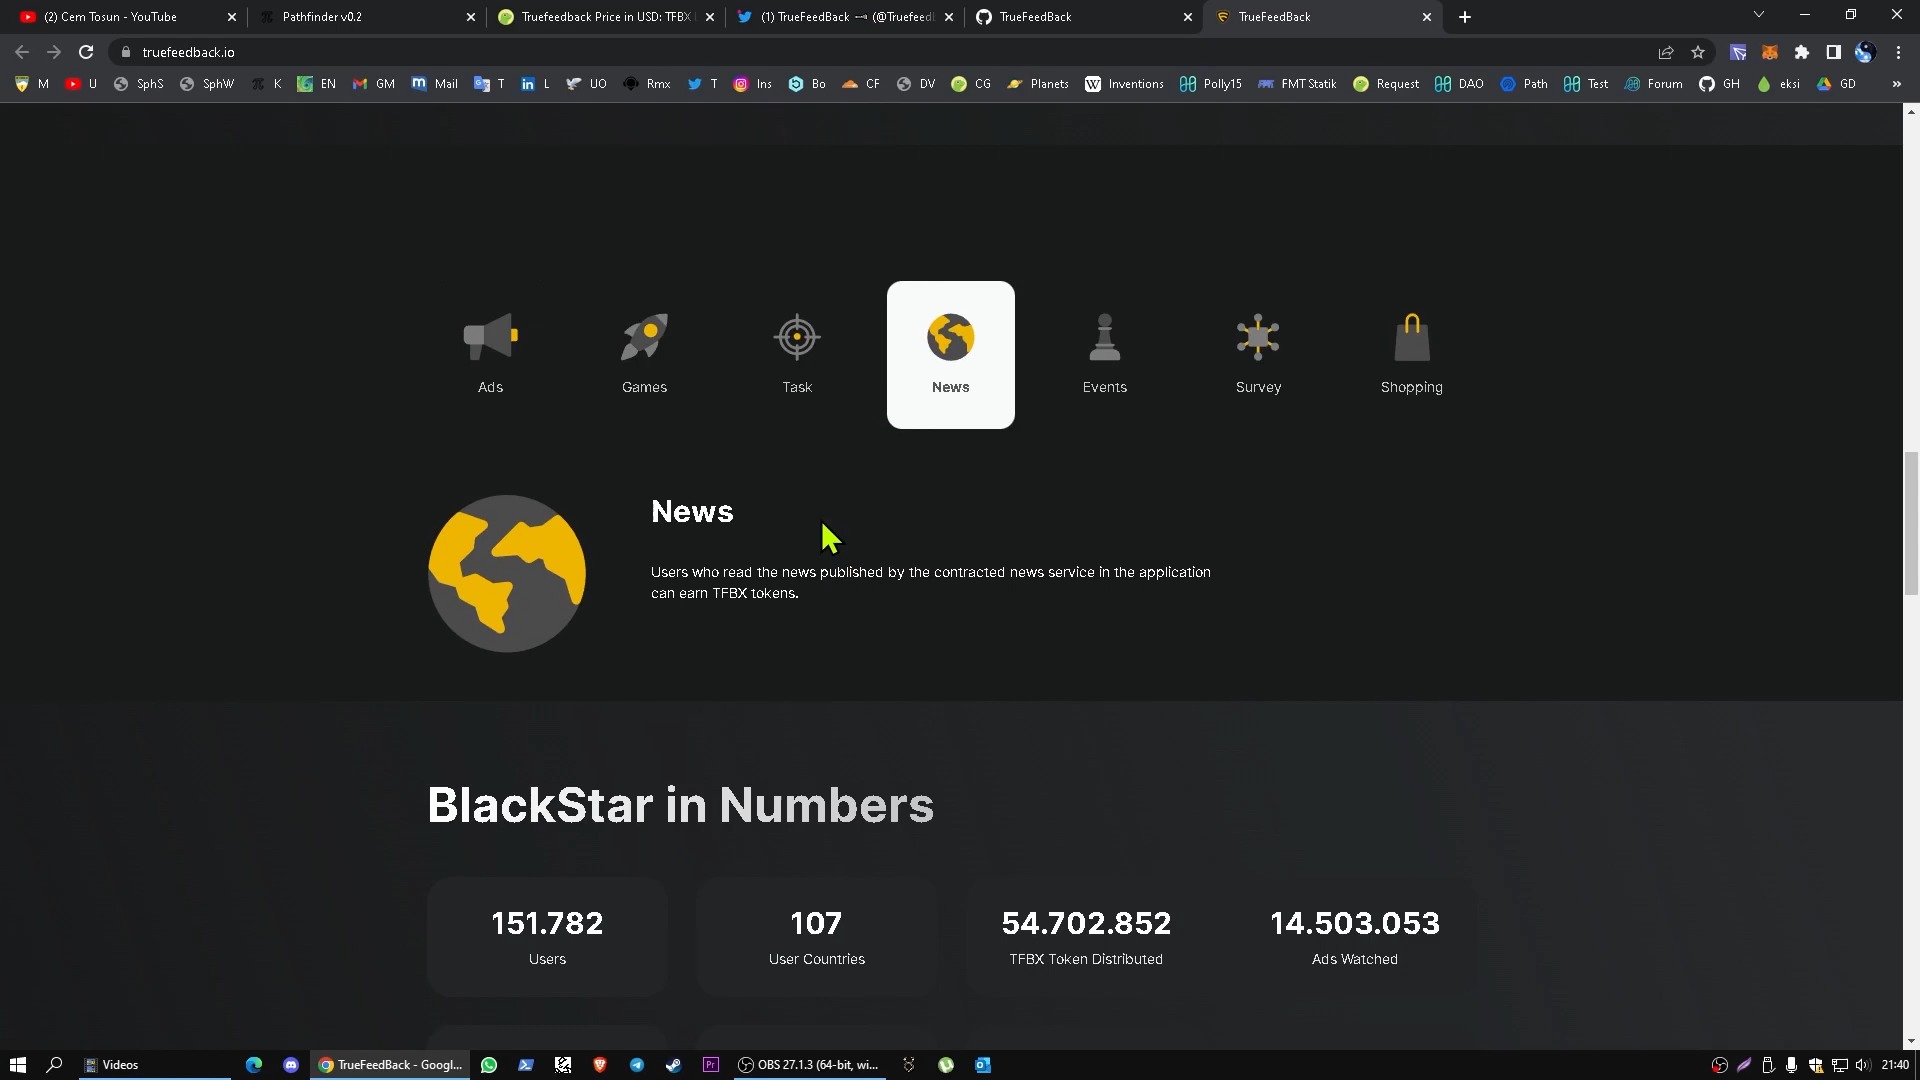 (2) Cem Tosun - YouTube
Pathfinder v0.2
Truefeedback Price in USD: TFBX
(1) TrueFeedBack
TrueFeedBack
TrueFeedBack
truefeedback.io
M
U
SphS
SphW
K
EN
GM
Mail
T
L
UO
Rmx
T
Ins
Bo
CF
DV
CG
Planets
Inventions
Polly15
FMT Statik
Request
DAO
Path
Test
Forum
GH
eksi
GD
»
Ads
Games
Task
News
Events
Survey
Shopping
News
Users who read the news published by the contracted news service in the application
can earn TFBX tokens.
BlackStar in Numbers
151.782
Users
107
User Countries
54.702.852
TFBX Token Distributed
14.503.053
Ads Watched
Videos
TrueFeedBack - Googl...
OBS 27.1.3 (64-bit, wi...
21:40